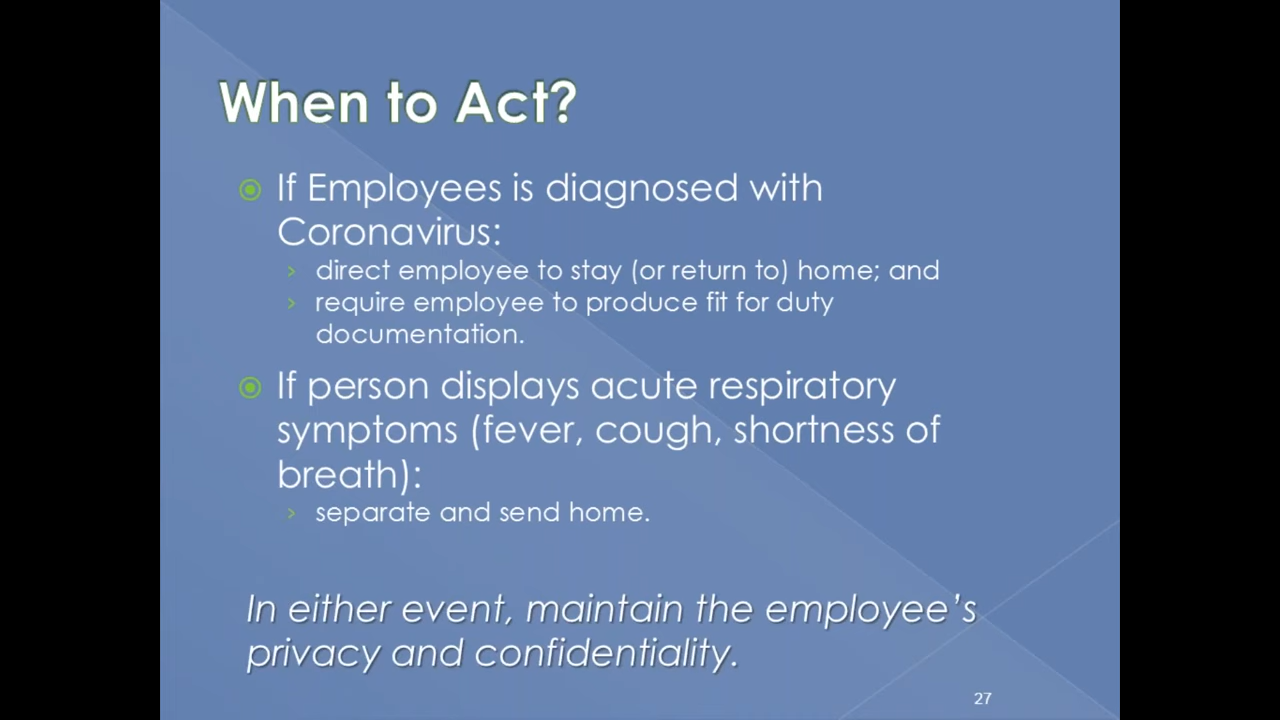 When to Act?
If Employees is diagnosed with
Coronavirus:
direct employee to stay (or return to) home; and
require employee to produce fit for duty
documentation.
If person displays acute respiratory
symptoms (fever, cough, shortness of
breath):
separate and send home.
In either event, maintain the employee’s
privacy and confidentiality.
27